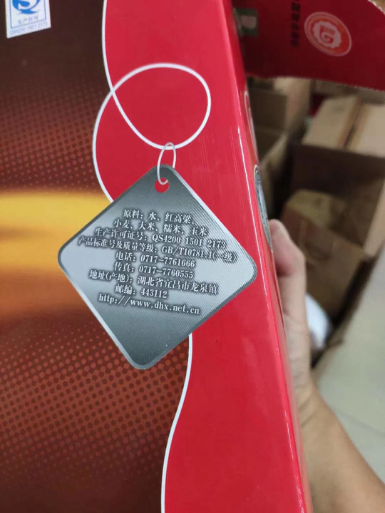 原料：水、红高粱、
小麦、大米、糯米、玉米
生产许可证号：QS4200 1501 2173
产品标准号及质量等级：GB/T10781.1(一级)
电话：0717-7761666
传真：0717-7760555
地址(产地)：湖北省宜昌市龙泉镇
邮编：443112
http://www.dhx.net.cn